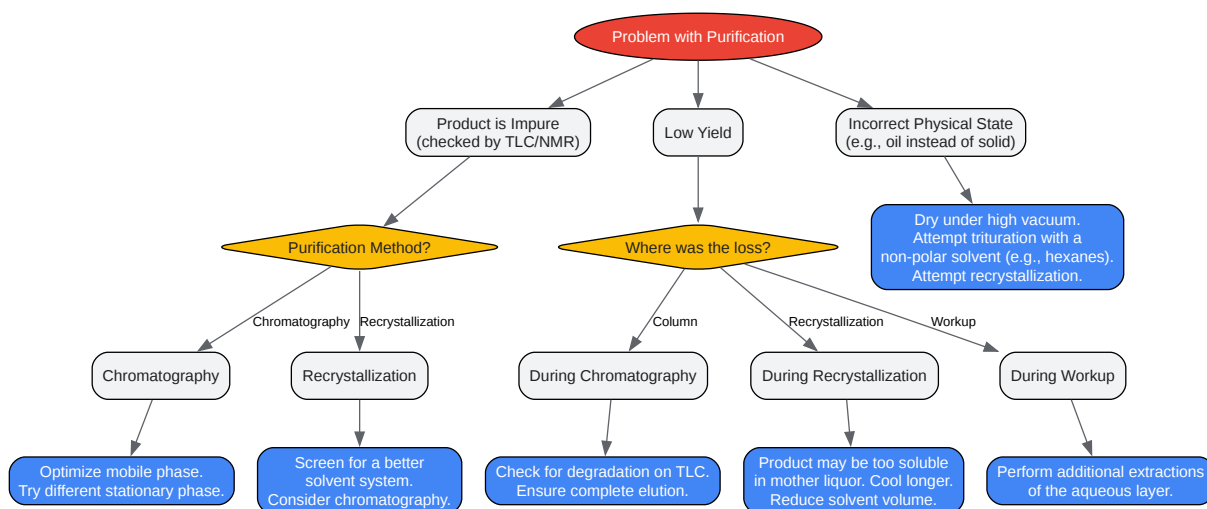 Problem with Purification
Product is Impure
(checked by TLC/NMR)
Low Yield
Incorrect Physical State
(e.g., oil instead of solid)
Purification Method?
Where was the loss?
Dry under high vacuum.
Attempt trituration with a
non-polar solvent (e.g., hexanes).
Attempt recrystallization.
Chromatography
Recrystallization
Column
Recrystallization
Workup
Chromatography
Recrystallization
During Chromatography
During Recrystallization
During Workup
Optimize mobile phase.
Try different stationary phase.
Screen for a better
solvent system.
Consider chromatography.
Check for degradation on TLC.
Ensure complete elution.
Product may be too soluble
in mother liquor. Cool longer.
Reduce solvent volume.
Perform additional extractions
of the aqueous layer.